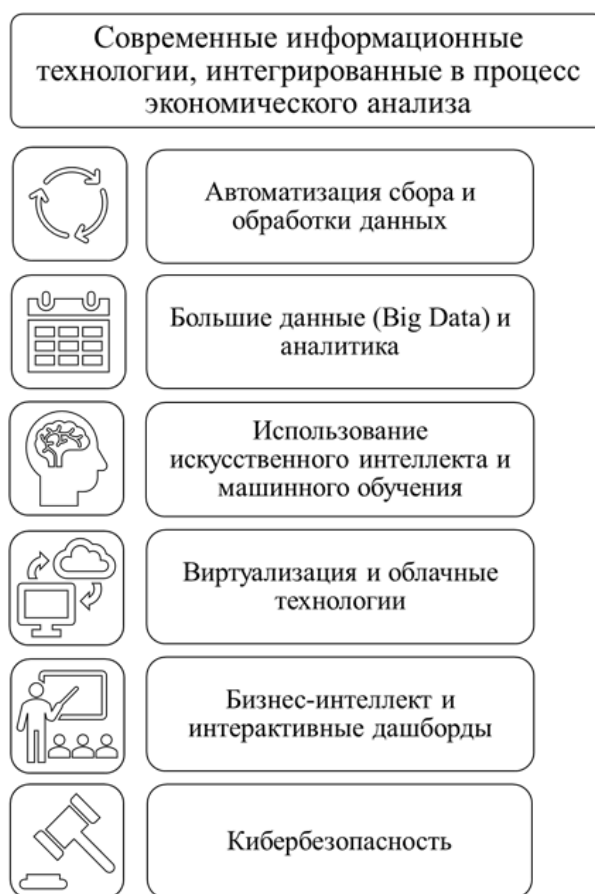 Современные информационные
технологии, интегрированные в процесс
экономического анализа
Автоматизация сбора и
обработки данных
Большие данные (Big Data) и
аналитика
Использование
искусственного интеллекта и
машинного обучения
Виртуализация и облачные
технологии
Бизнес-интеллект и
интерактивные дашборды
Кибербезопасность